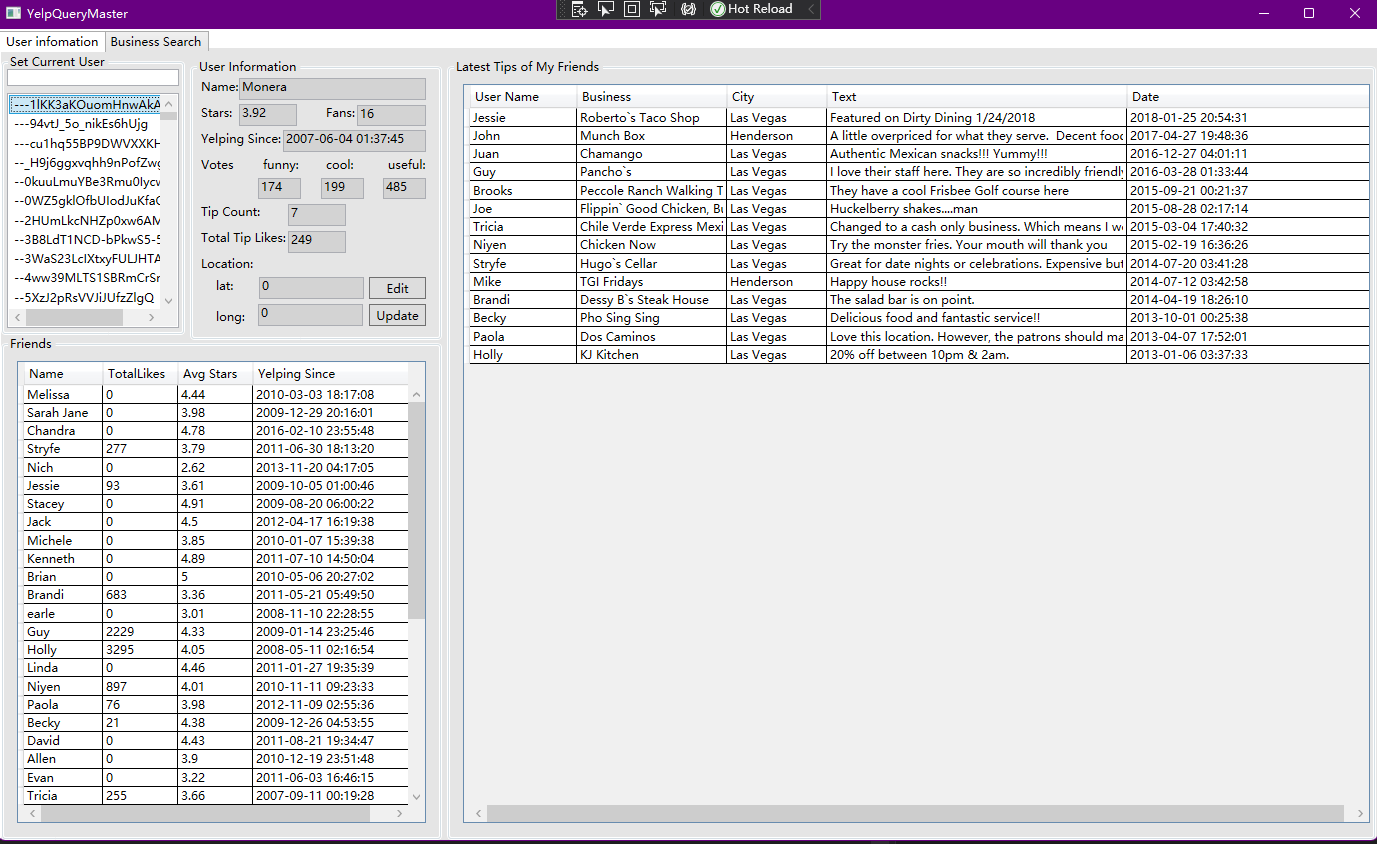 YelpQueryMaster
Hot Reload
User infomation Business Search
Set Current User
---1lKK3aKOuomHnwAkA
---94vtJ_5o_nikEs6hUjg
---cu1hq55BP9DWVXXKH
--_H9j6ggxvqhh9nPofZwg
--0kuuLmuYBe3Rmu0Iycw
--0WZ5gklOfbUIodJuKfaQ
--2HUmLkcNHZp0xw6AM
--3B8LdT1NCD-bPkwS5-5
--3WaS23LcIXtxyFULJHTA
--4ww39MLTS1SBRmCrSr
--5XzJ2pRsVVJiJUfzZlgQ
User Information
Name: Monera
Stars: 3.92 Fans: 16
Yelping Since: 2007-06-04 01:37:45
Votes funny: cool: useful:
174 199 485
Tip Count: 7
Total Tip Likes: 249
Location:
lat: 0 Edit
long: 0 Update
Friends
Name TotalLikes Avg Stars Yelping Since
Melissa 0 4.44 2010-03-03 18:17:08
Sarah Jane 0 3.98 2009-12-29 20:16:01
Chandra 0 4.78 2016-02-10 23:55:48
Stryfe 277 3.79 2011-06-30 18:13:20
Nich 0 2.62 2013-11-20 04:17:05
Jessie 93 3.61 2009-10-05 01:00:46
Stacey 0 4.91 2009-08-20 06:00:22
Jack 0 4.5 2012-04-17 16:19:38
Michele 0 3.85 2010-01-07 15:39:38
Kenneth 0 4.89 2011-07-10 14:50:04
Brian 0 5 2010-05-06 20:27:02
Brandi 683 3.36 2011-05-21 05:49:50
earle 0 3.01 2008-11-10 22:28:55
Guy 2229 4.33 2009-01-14 23:25:46
Holly 3295 4.05 2008-05-11 02:16:54
Linda 0 4.46 2011-01-27 19:35:39
Niyen 897 4.01 2010-11-11 09:23:33
Paola 76 3.98 2012-11-09 02:55:36
Becky 21 4.38 2009-12-26 04:53:55
David 0 4.43 2011-08-21 19:34:47
Allen 0 3.9 2010-12-19 23:51:48
Evan 0 3.22 2011-06-03 16:46:15
Tricia 255 3.66 2007-09-11 00:19:28
Latest Tips of My Friends
User Name Business City Text Date
Jessie Roberto`s Taco Shop Las Vegas Featured on Dirty Dining 1/24/2018 2018-01-25 20:54:31
John Munch Box Henderson A little overpriced for what they serve. Decent food 2017-04-27 19:48:36
Juan Chamango Las Vegas Authentic Mexican snacks!!! Yummy!!! 2016-12-27 04:01:11
Guy Pancho`s Las Vegas I love their staff here. They are so incredibly friendly 2016-03-28 01:33:44
Brooks Peccole Ranch Walking T Las Vegas They have a cool Frisbee Golf course here 2015-09-21 00:21:37
Joe Flippin` Good Chicken, Bu Las Vegas Huckelberry shakes....man 2015-08-28 02:17:14
Tricia Chile Verde Express Mexi Las Vegas Changed to a cash only business. Which means I we 2015-03-04 17:40:32
Niyen Chicken Now Las Vegas Try the monster fries. Your mouth will thank you 2015-02-19 16:36:26
Stryfe Hugo`s Cellar Las Vegas Great for date nights or celebrations. Expensive but 2014-07-20 03:41:28
Mike TGI Fridays Henderson Happy house rocks!! 2014-07-12 03:42:58
Brandi Dessy B`s Steak House Las Vegas The salad bar is on point. 2014-04-19 18:26:10
Becky Pho Sing Sing Las Vegas Delicious food and fantastic service!! 2013-10-01 00:25:38
Paola Dos Caminos Las Vegas Love this location. However, the patrons should ma 2013-04-07 17:52:01
Holly KJ Kitchen Las Vegas 20% off between 10pm & 2am. 2013-01-06 03:37:33